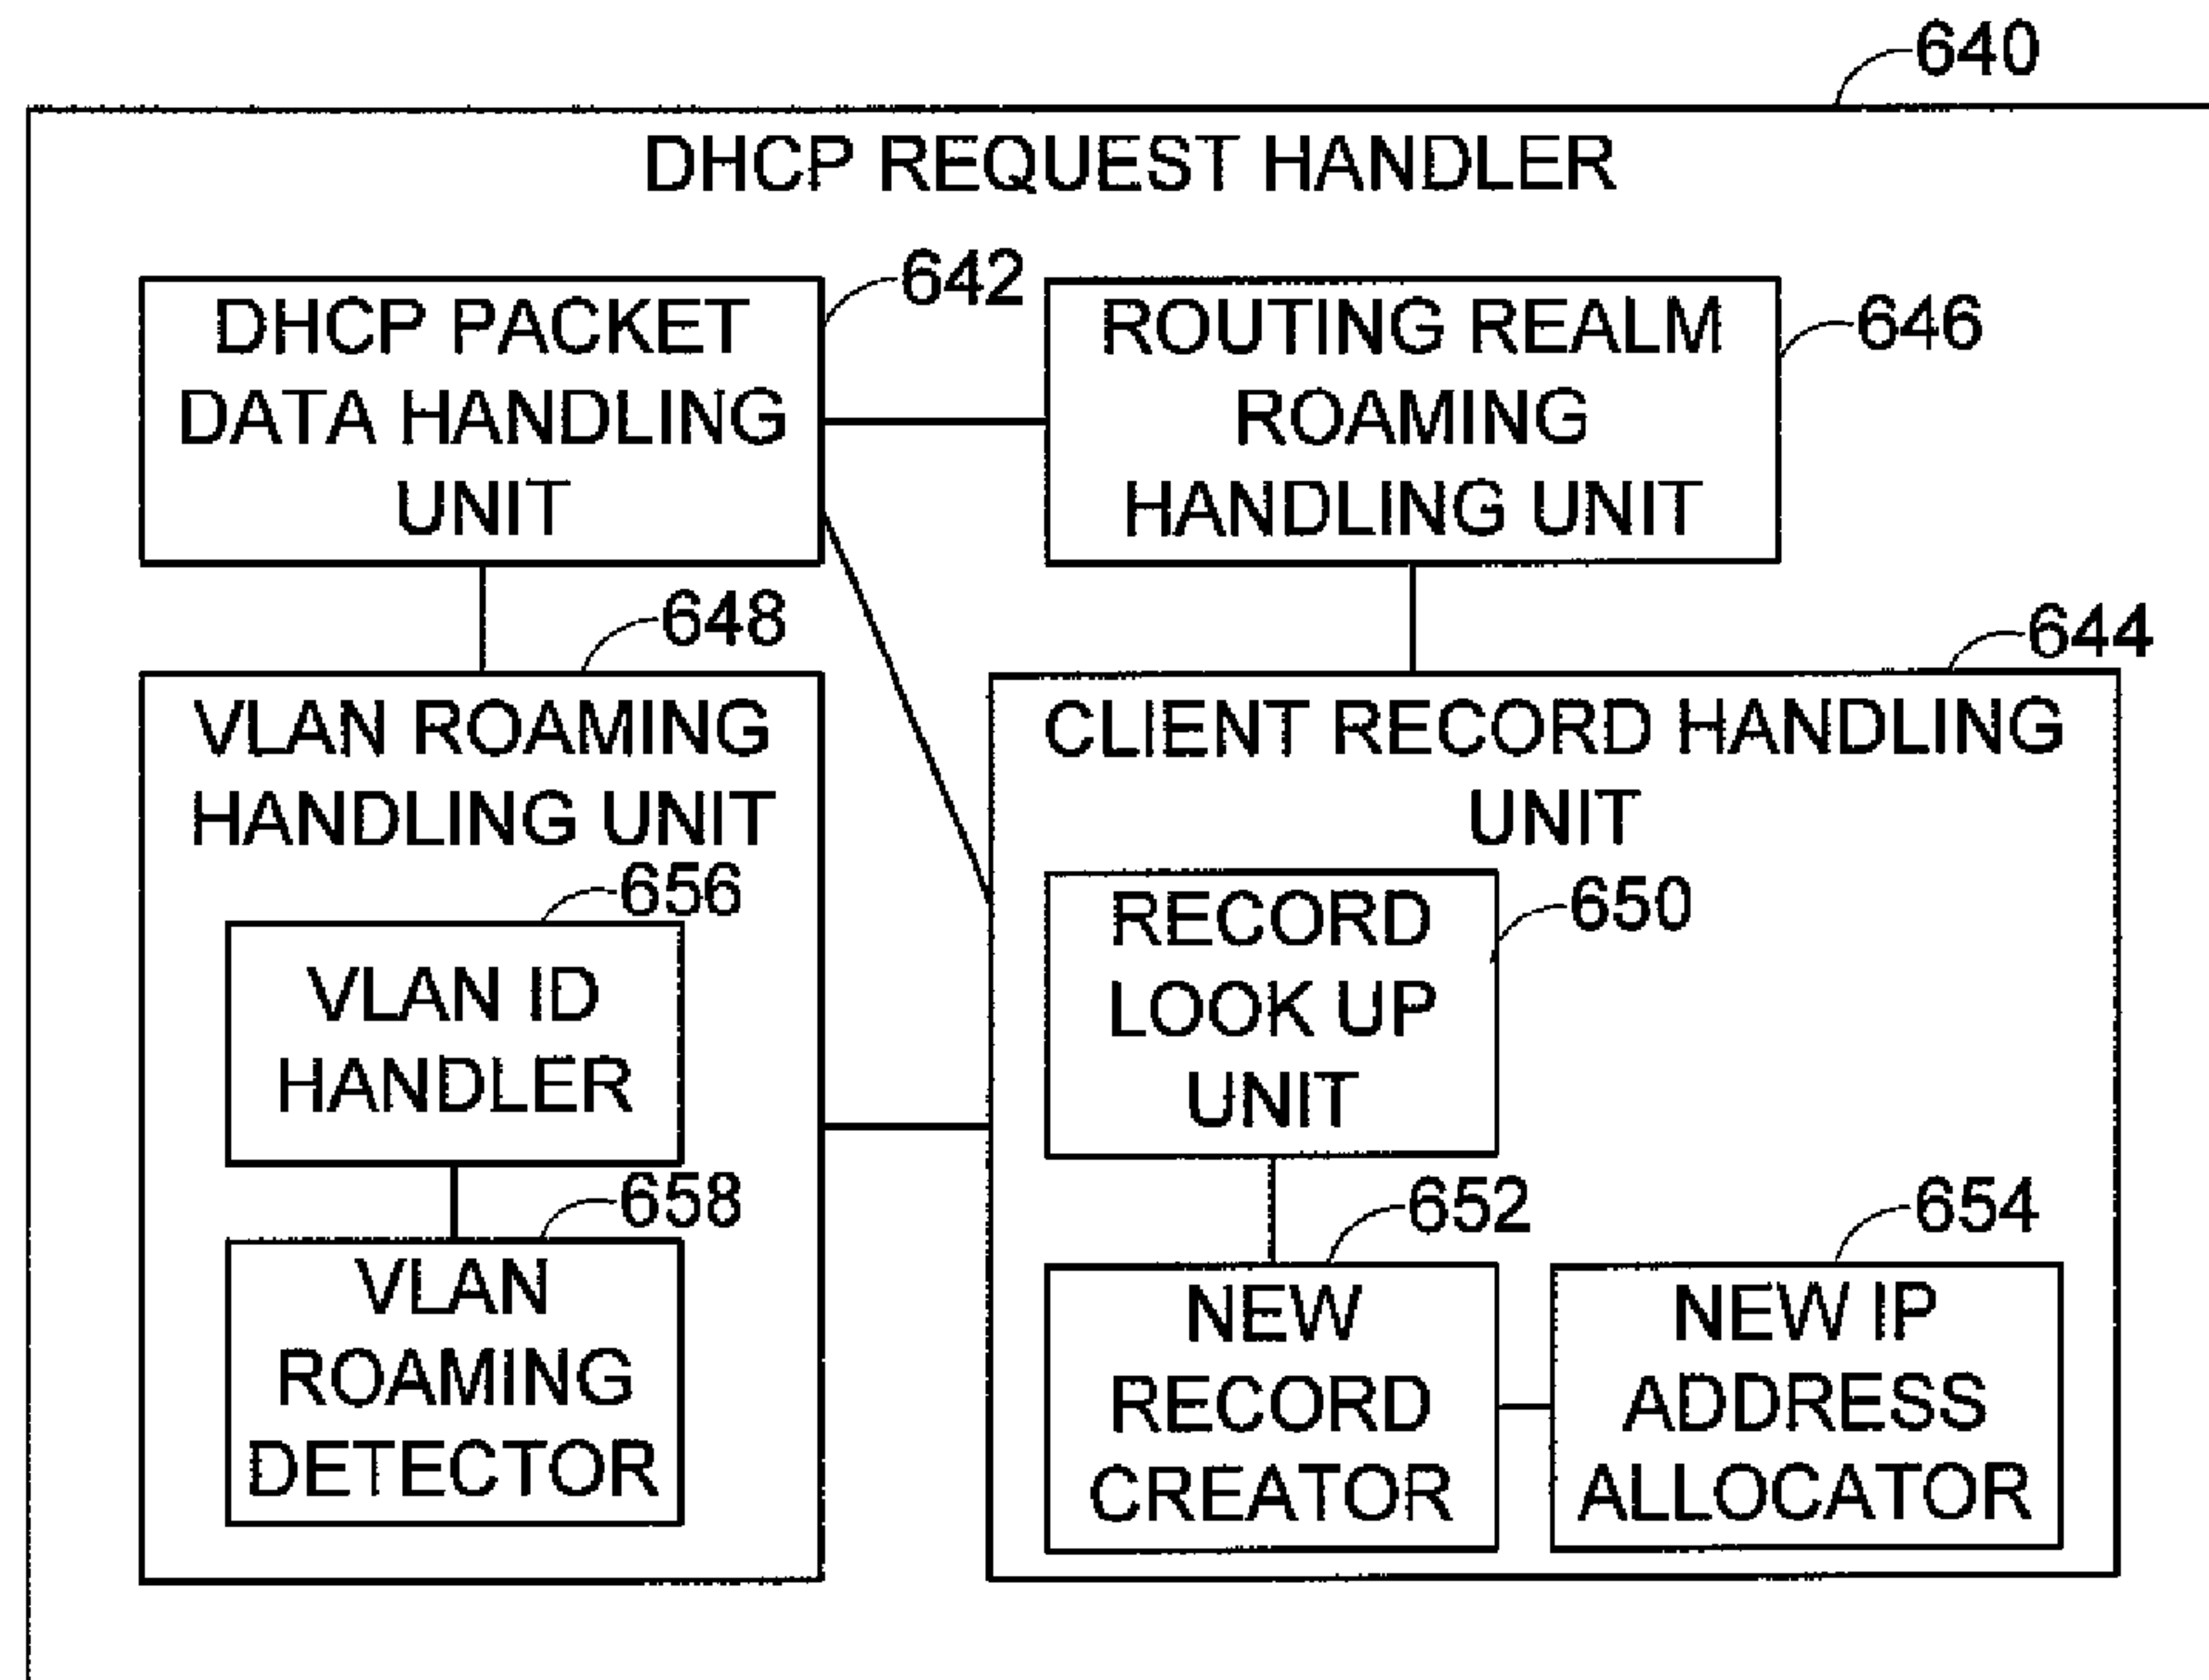 640
DHCP REQUEST HANDLER
642
DHCP PACKET
DATA HANDLING
UNIT
ROUTING REALM
ROAMING
HANDLING UNIT
646
648
VLAN ROAMING
HANDLING UNIT
656
VLAN ID
HANDLER
658
VLAN
ROAMING
DETECTOR
644
CLIENT RECORD HANDLING
UNIT
RECORD
LOOK UP
UNIT
650
652
NEW
RECORD
CREATOR
654
NEW IP
ADDRESS
ALLOCATOR